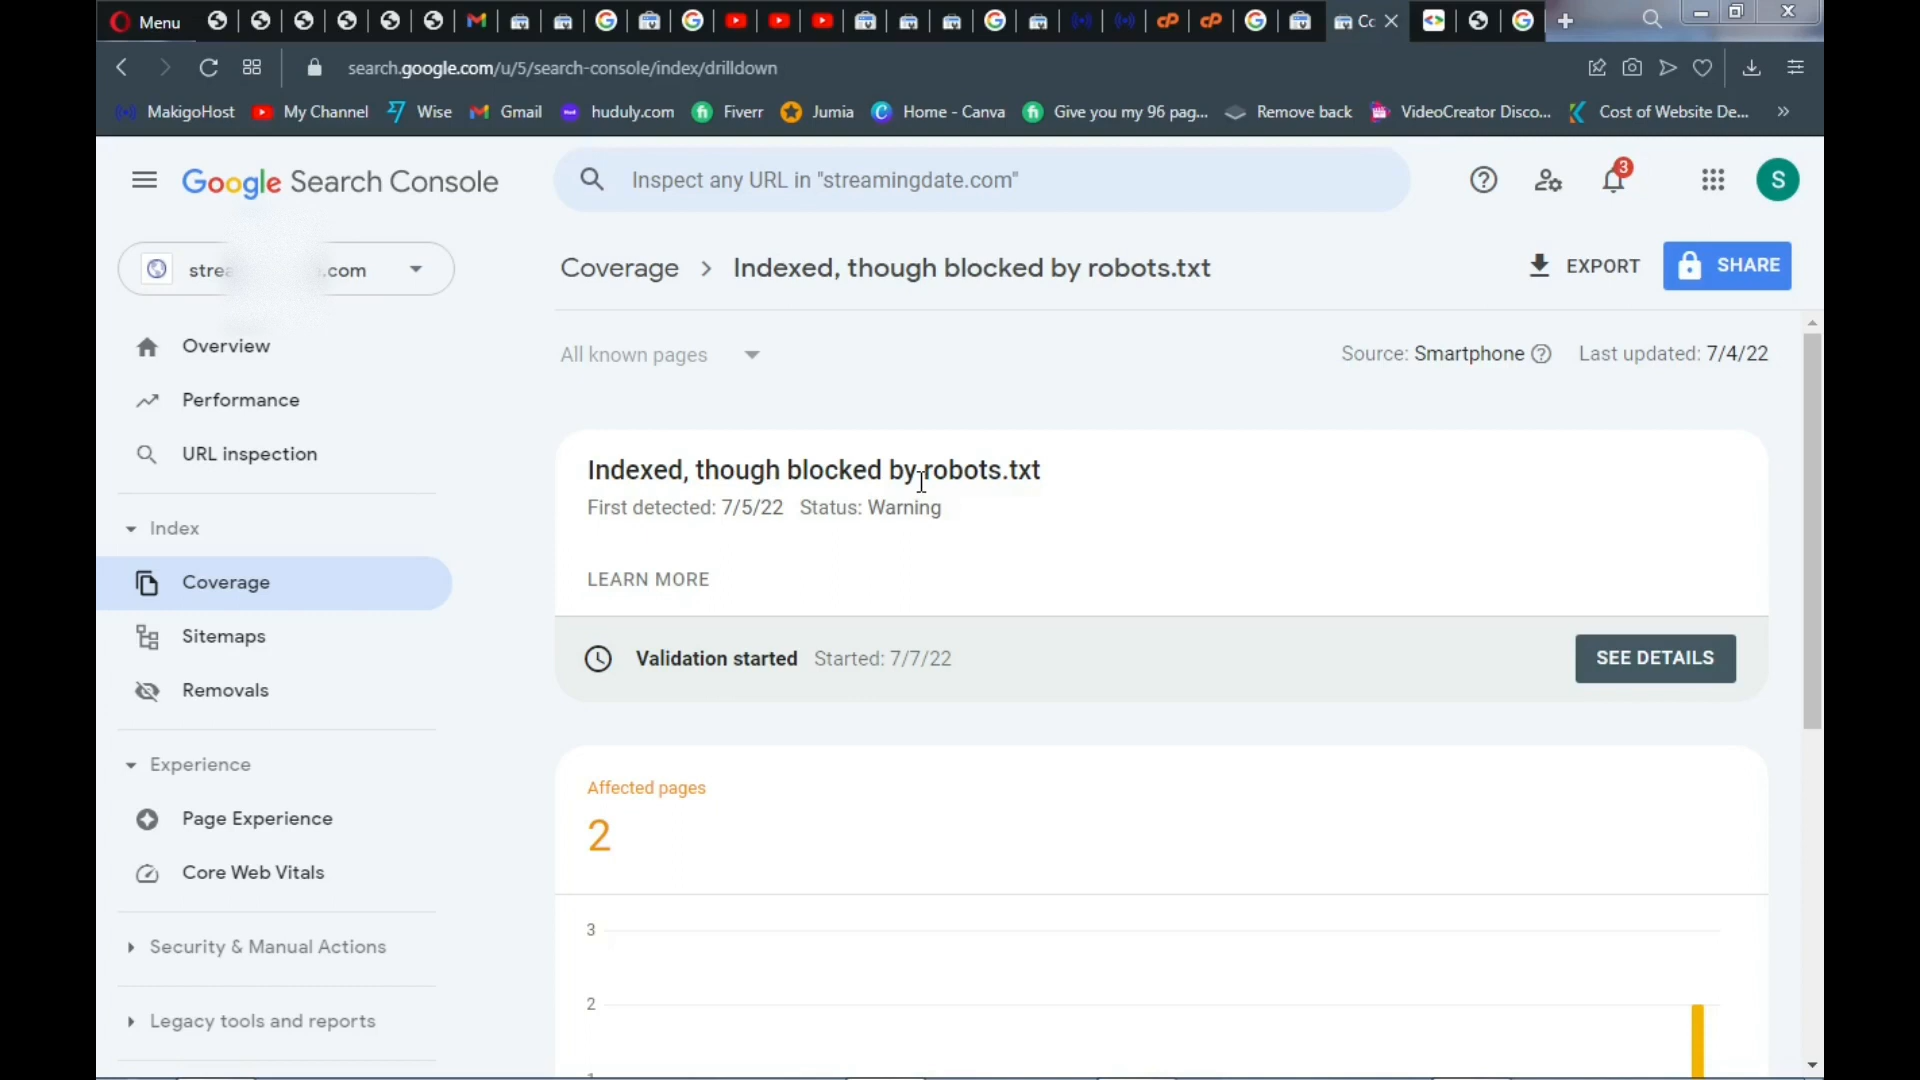 Menu
Cc
search.google.com/u/5/search-console/index/drilldown
MakigoHost My Channel Wise Gmail huduly.com Fiverr Jumia Home - Canva Give you my 96 pag... Remove back VideoCreator Disco... Cost of Website De... »
Google Search Console
Inspect any URL in "streamingdate.com"
3
S
strea .com
Coverage > Indexed, though blocked by robots.txt
EXPORT
SHARE
Overview
Performance
URL inspection
Index
Coverage
Sitemaps
Removals
Experience
Page Experience
Core Web Vitals
Security & Manual Actions
Legacy tools and reports
All known pages
Source: Smartphone
Last updated: 7/4/22
Indexed, though blocked by robots.txt
First detected: 7/5/22 Status: Warning
LEARN MORE
Validation started Started: 7/7/22
SEE DETAILS
Affected pages
2
3
2